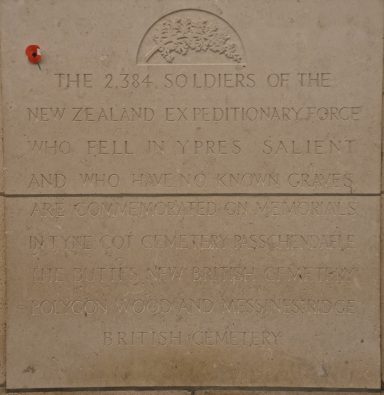 THE 2,384 SOLDIERS OF THE
NEW ZEALAND EXPEDITIONARY FORCE
WHO FELL IN YPRES SALIENT
AND WHO HAVE NO KNOWN GRAVES
ARE COMMEMORATED ON MEMORIALS
IN TYNE COT CEMETERY PASSCHENDAELE
THE BUTTES NEW BRITISH CEMETERY
POLYGON WOOD AND MESSINES RIDGE
BRITISH CEMETERY